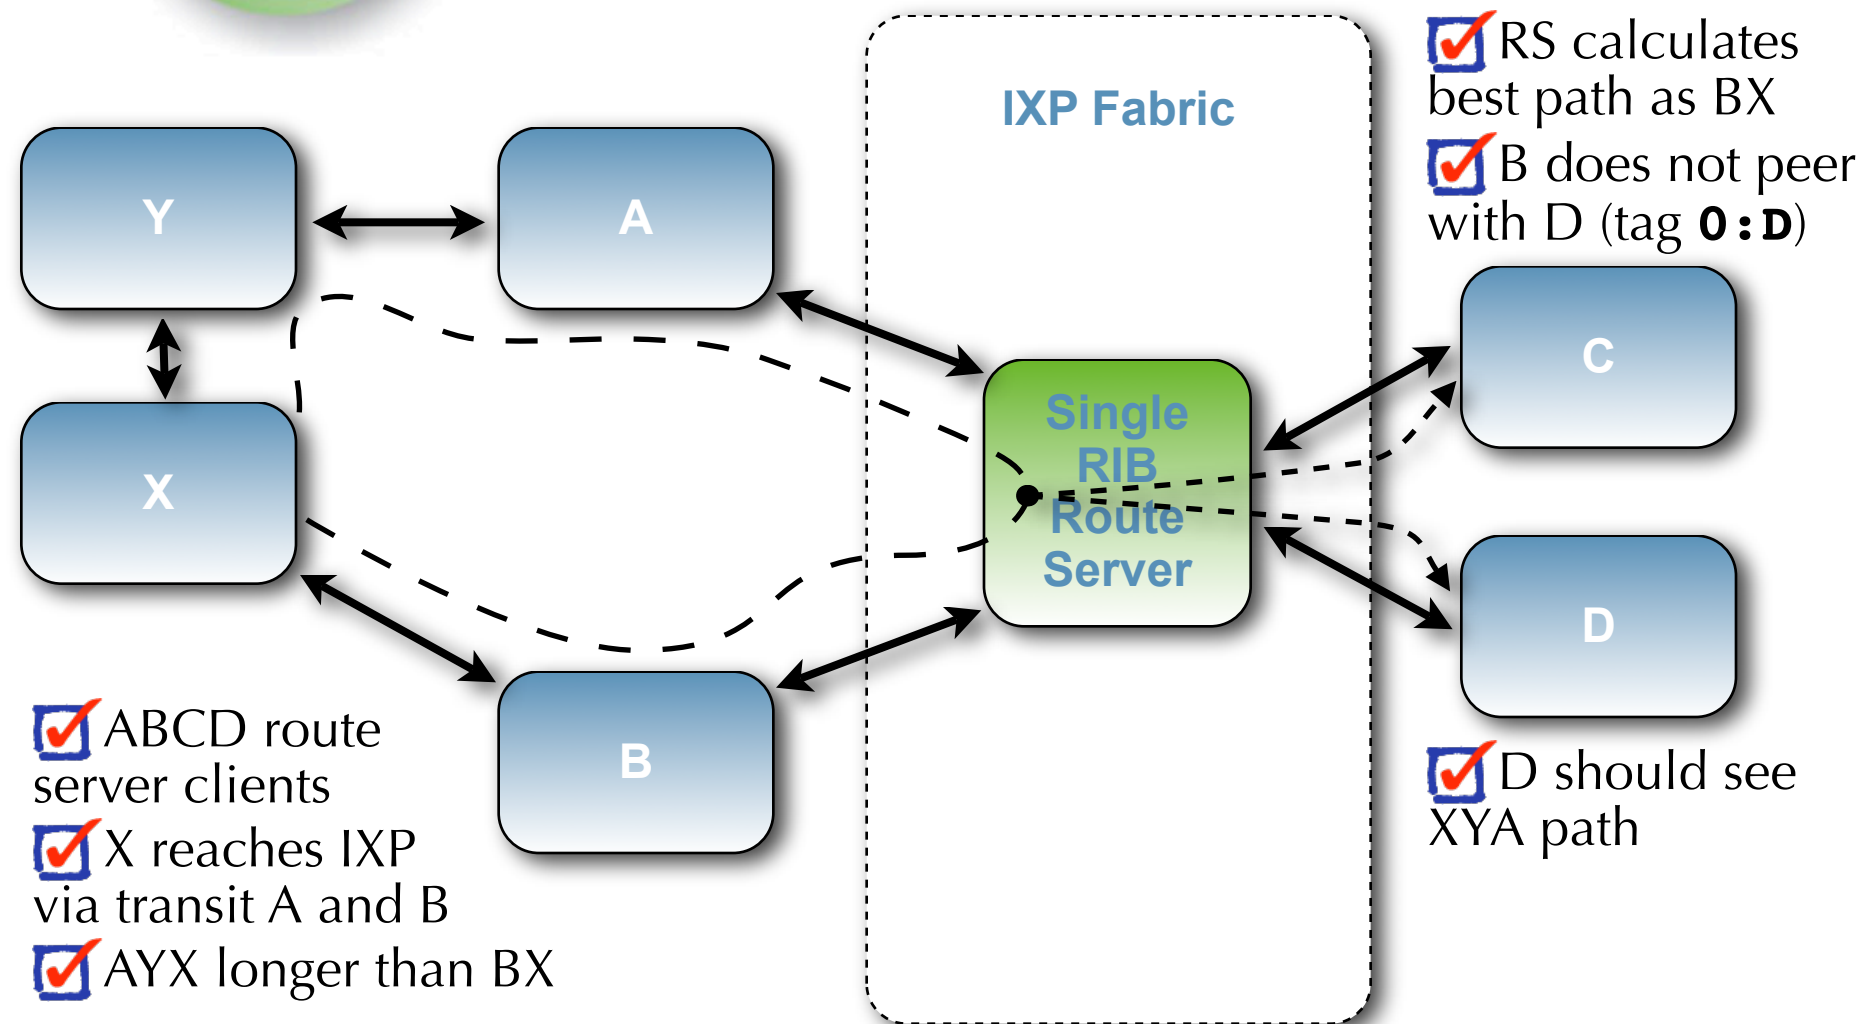 IXP Fabric
RS calculates
best path as BX
B does not peer
with D (tag 0:D)
Y
A
C
Single
RIB
Route
Server
X
D
B
ABCD route
server clients
X reaches IXP
via transit A and B
AYX longer than BX
D should see
XYA path